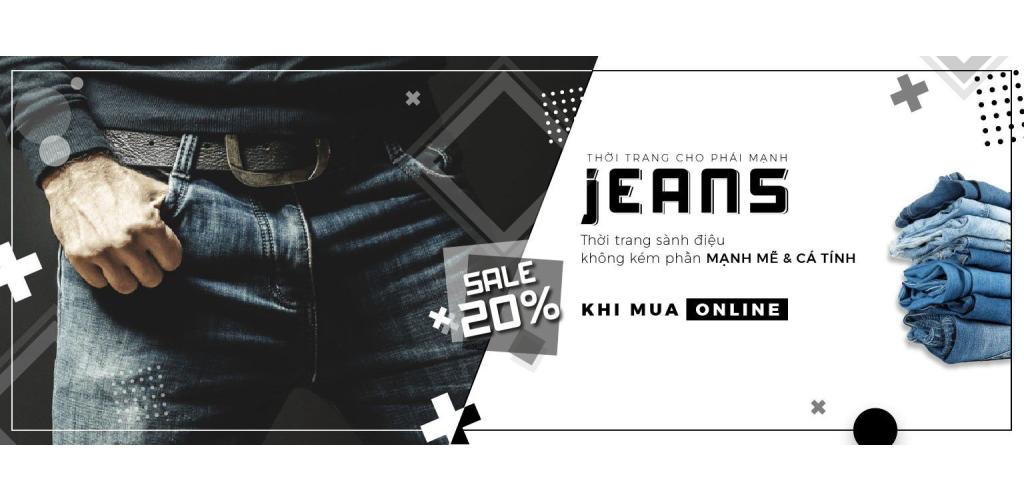 THỜI TRANG CHO PHÁI MẠNH
jEANS
Thời trang sành điệu
không kém phần MẠNH MẼ & CÁ TÍNH
SALE
20%
KHI MUA ONLINE